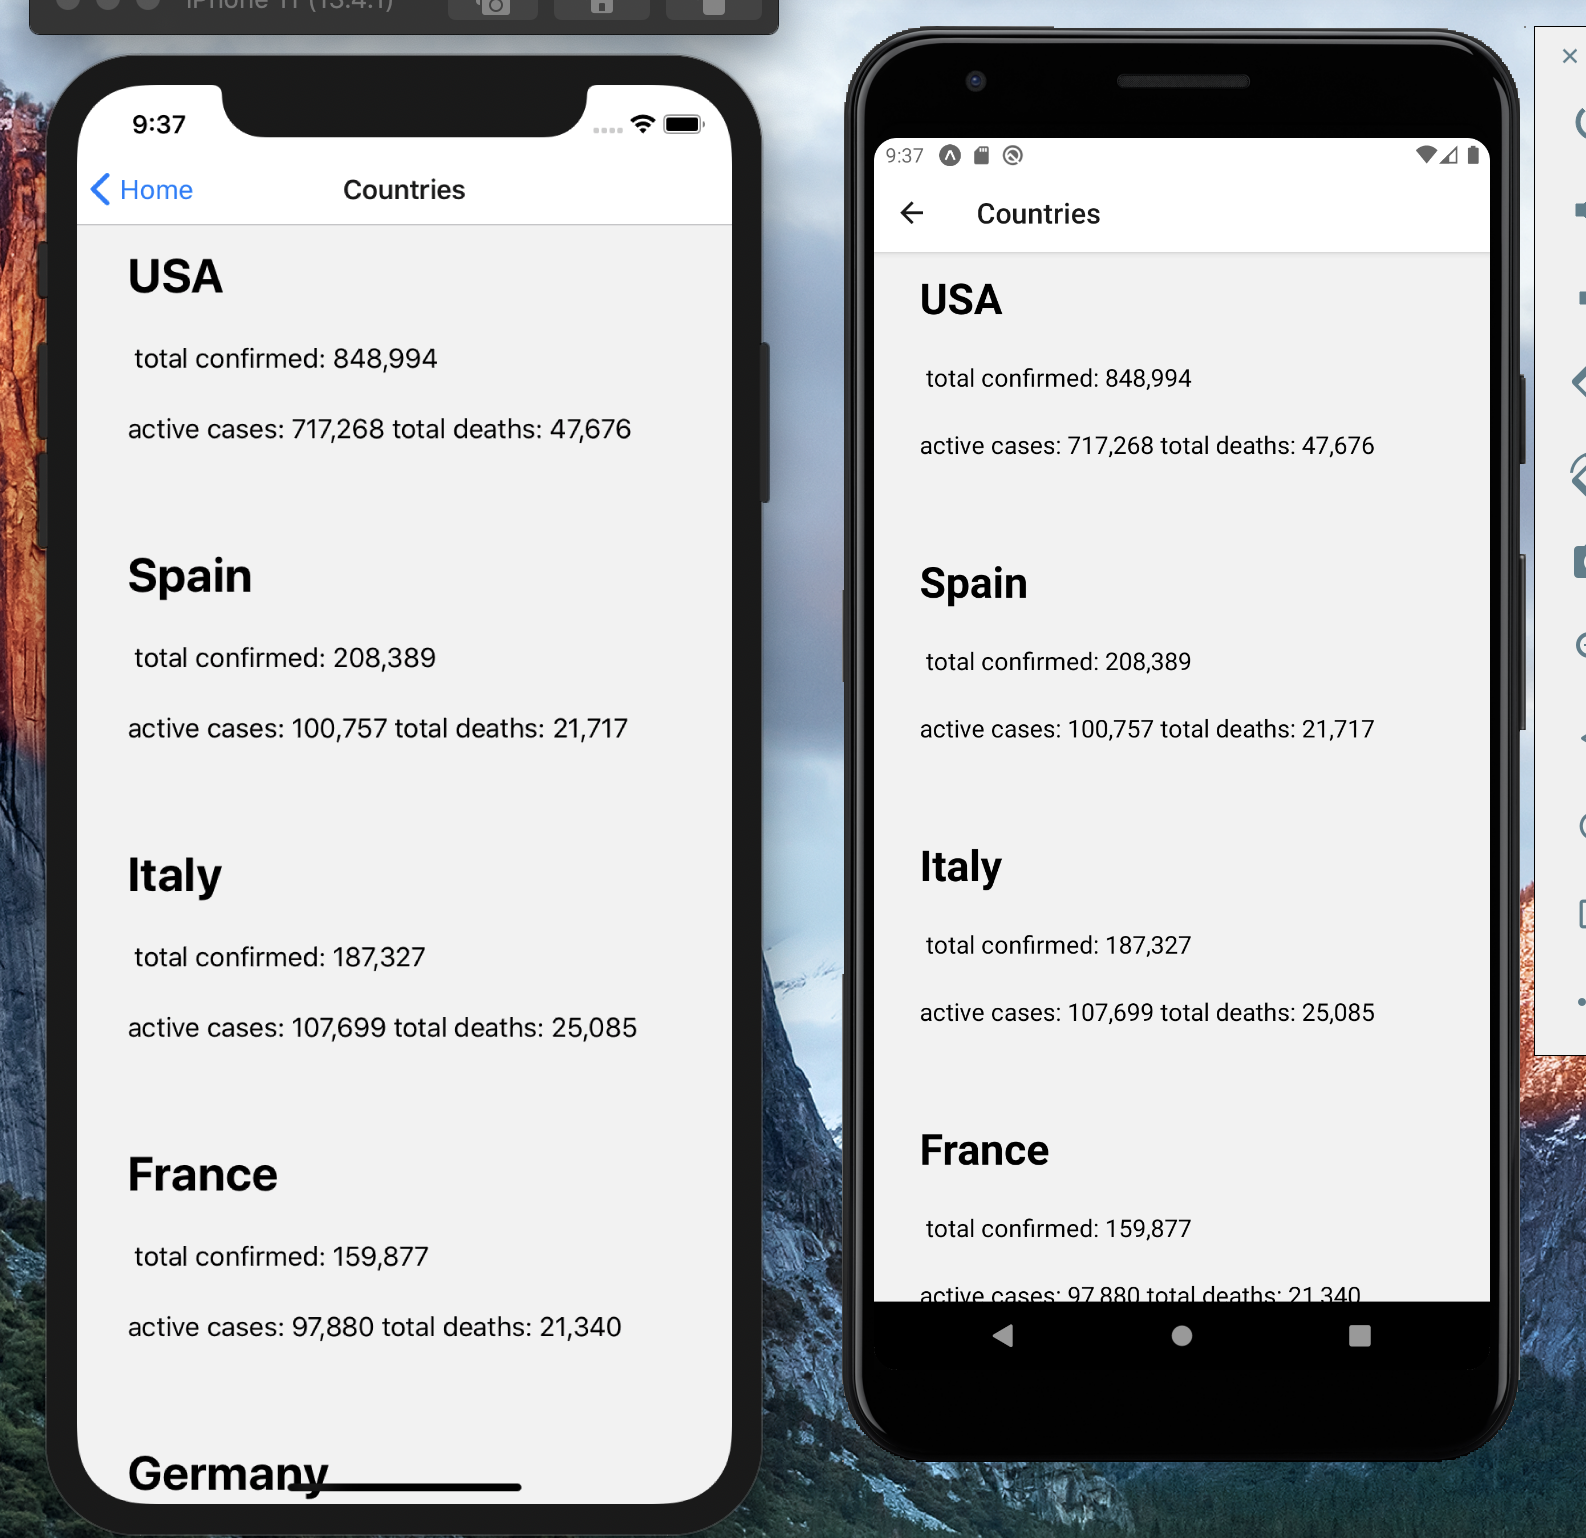 iPhone 11 (13.4.1)
9:37
Home
Countries
USA
total confirmed: 848,994
active cases: 717,268 total deaths: 47,676
Spain
total confirmed: 208,389
active cases: 100,757 total deaths: 21,717
Italy
total confirmed: 187,327
active cases: 107,699 total deaths: 25,085
France
total confirmed: 159,877
active cases: 97,880 total deaths: 21,340
Germany
9:37
Countries
USA
total confirmed: 848,994
active cases: 717,268 total deaths: 47,676
Spain
total confirmed: 208,389
active cases: 100,757 total deaths: 21,717
Italy
total confirmed: 187,327
active cases: 107,699 total deaths: 25,085
France
total confirmed: 159,877
active cases: 97,880 total deaths: 21,340